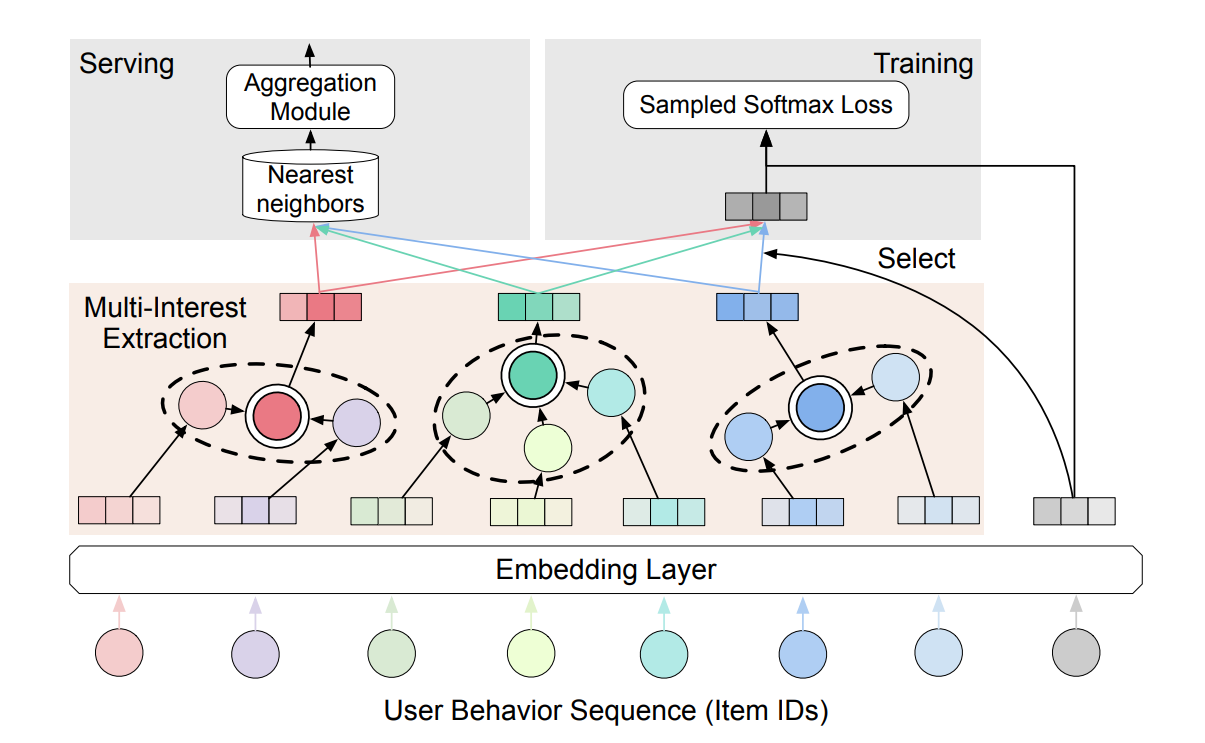 Serving
Aggregation
Module
Nearest
neighbors
Training
Sampled Softmax Loss
Select
Multi-Interest
Extraction
Embedding Layer
User Behavior Sequence (Item IDs)